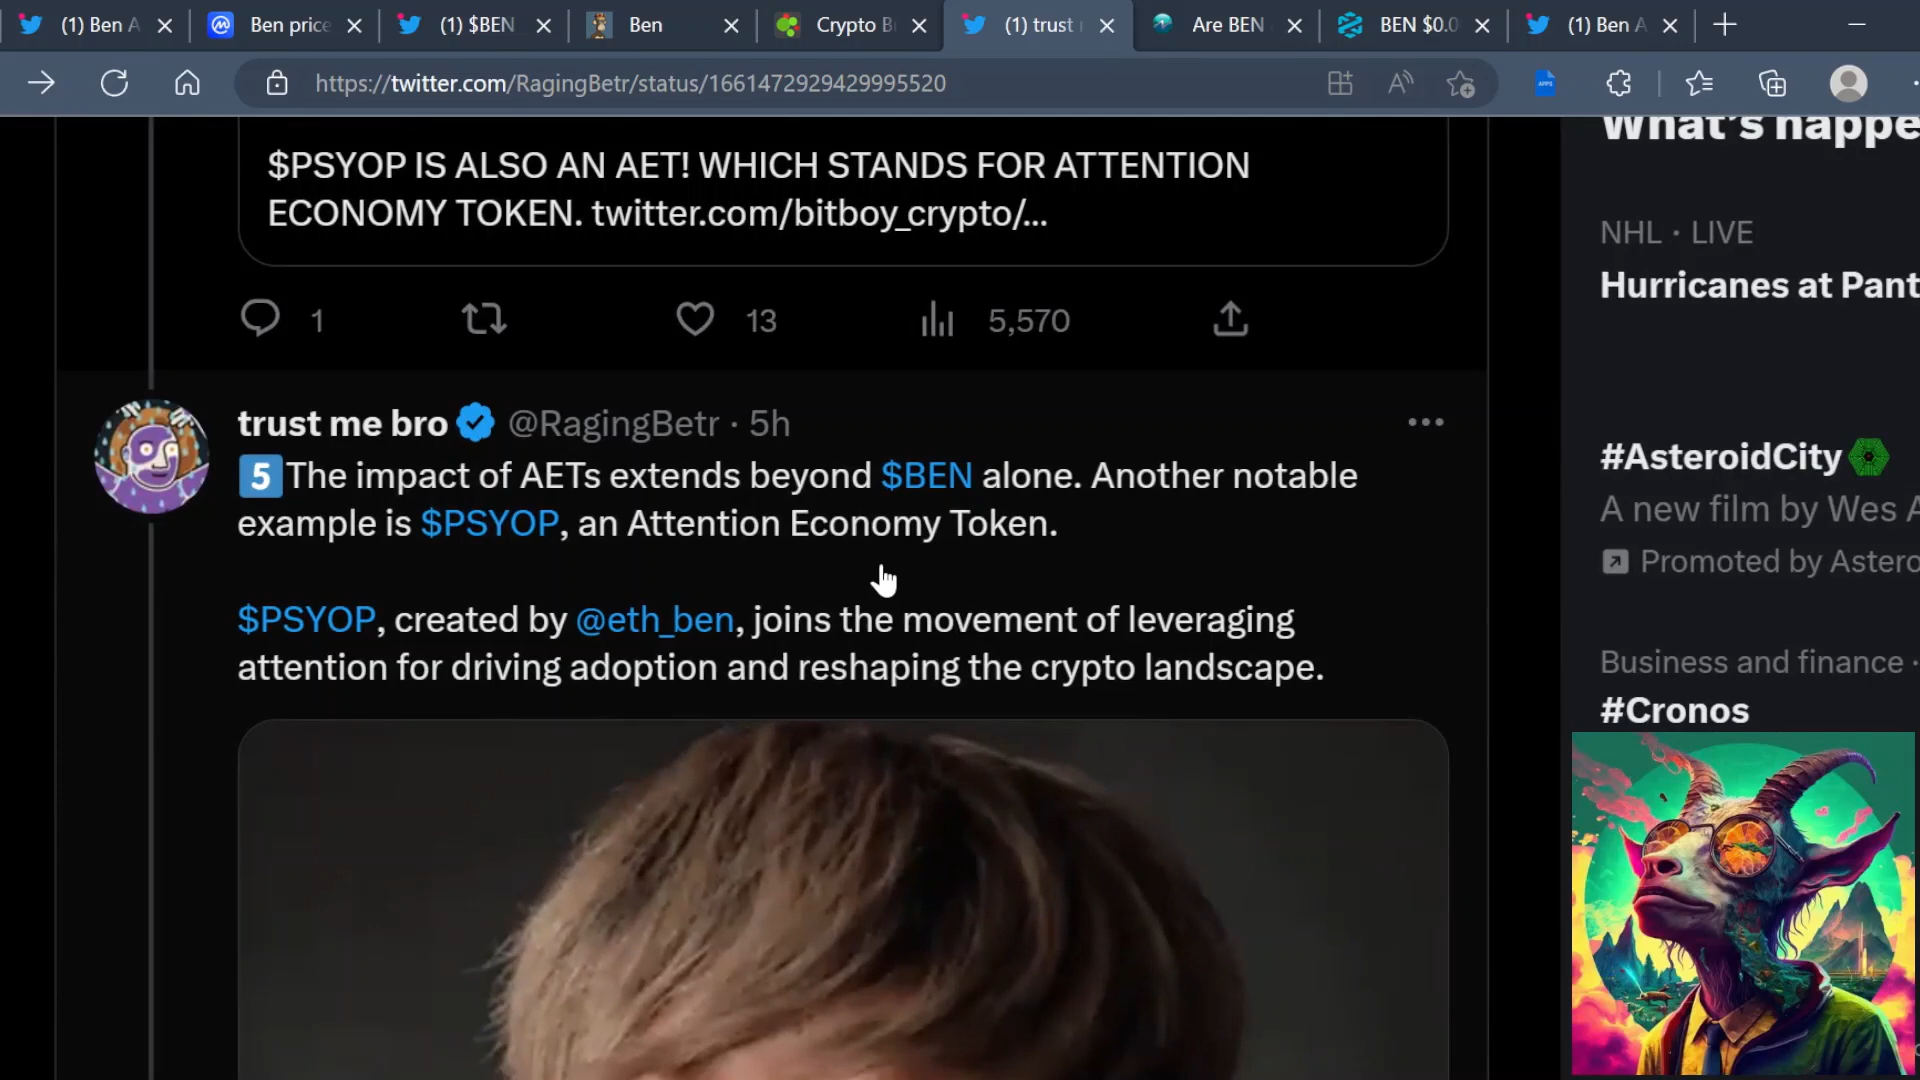 (1) Ben A
Ben price
(1) $BEN
Ben
Crypto B
(1) trust
Are BEN
BEN $0.0
(1) Ben A
https://twitter.com/RagingBetr/status/1661472929429995520
APPS
$PSYOP IS ALSO AN AET! WHICH STANDS FOR ATTENTION
ECONOMY TOKEN. twitter.com/bitboy_crypto/...
1
13
5,570
trust me bro @RagingBetr · 5h
5 The impact of AETs extends beyond $BEN alone. Another notable
example is $PSYOP, an Attention Economy Token.
$PSYOP, created by @eth_ben, joins the movement of leveraging
attention for driving adoption and reshaping the crypto landscape.
What's happe
NHL · LIVE
Hurricanes at Pant
#AsteroidCity
A new film by Wes A
Promoted by Astero
Business and finance ·
#Cronos